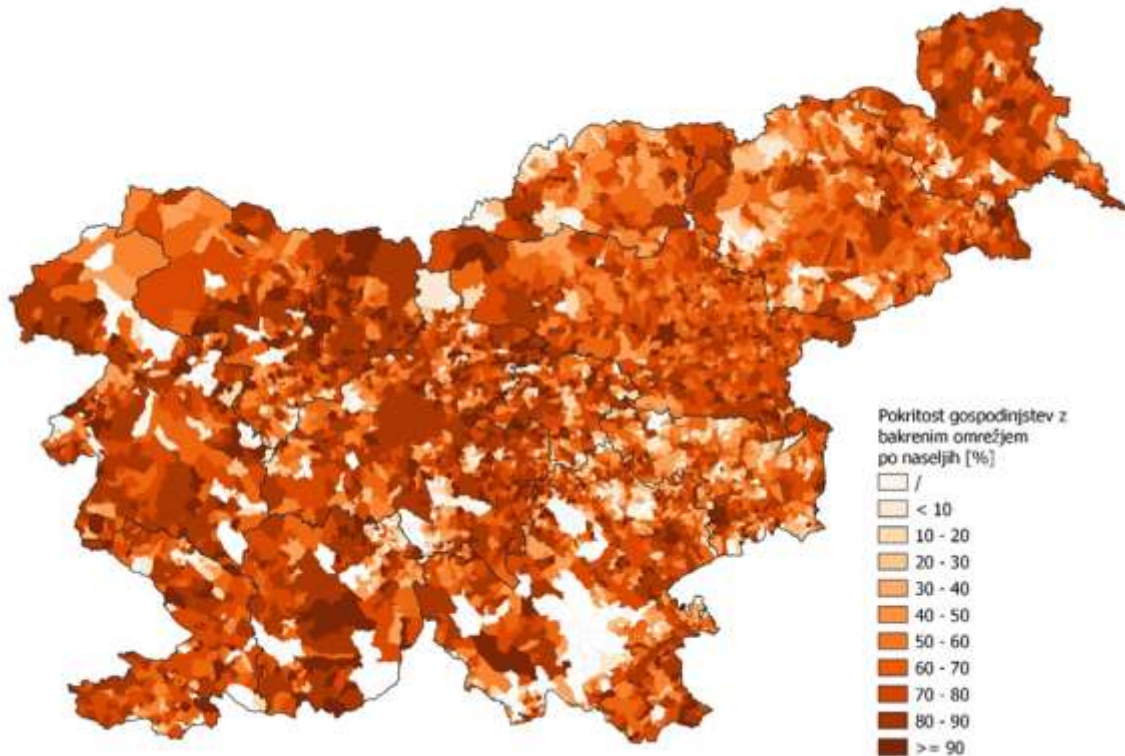 Pokritost gospodinjstev z
bakrenim omrežjem
po naseljih [%]
/
< 10
10 - 20
20 - 30
30 - 40
40 - 50
50 - 60
60 - 70
70 - 80
80 - 90
>= 90